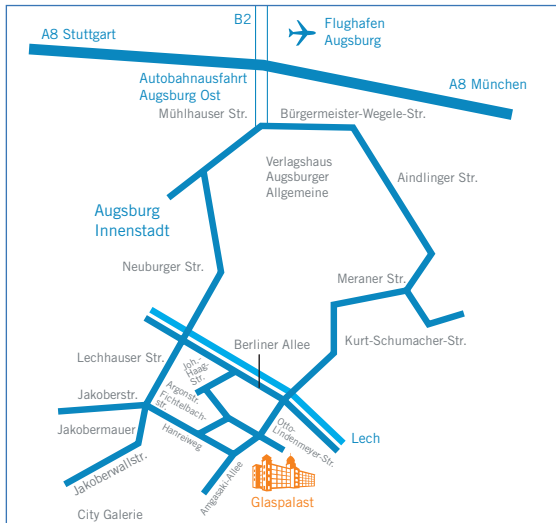 B2
Flughafen
Augsburg
A8 Stuttgart
A8 München
Autobahnausfahrt
Augsburg Ost
Mühlhauser Str.
Bürgermeister-Wegele-Str.
Verlagshaus
Augsburger
Allgemeine
Aindlinger Str.
Augsburg
Innenstadt
Neuburger Str.
Meraner Str.
Kurt-Schumacher-Str.
Berliner Allee
Lechhauser Str.
Joh.-
Haag-
Str.
Argonstr.
Fichtelbach-
str.
Jakoberstr.
Jakobermauer
Hanreiweg
Otto-
Lindenmeyer-Str.
Lech
Jakoberwallstr.
Amgasaki-Allee
Glaspalast
City Galerie